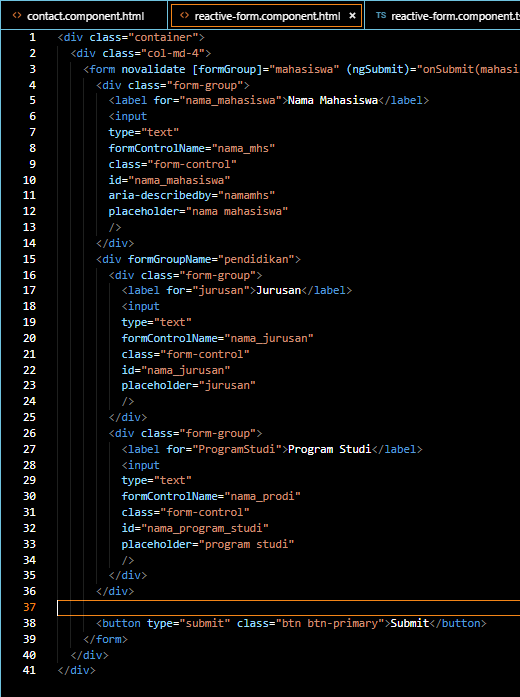 contact.component.html
reactive-form.component.html ×
TS reactive-form.component.ts
1 <div class="container">
2 <div class="col-md-4">
3 <form novalidate [formGroup]="mahasiswa" (ngSubmit)="onSubmit(mahasi
4 <div class="form-group">
5 <label for="nama_mahasiswa">Nama Mahasiswa</label>
6 <input
7 type="text"
8 formControlName="nama_mhs"
9 class="form-control"
10 id="nama_mahasiswa"
11 aria-describedby="namamhs"
12 placeholder="nama mahasiswa"
13 />
14 </div>
15 <div formGroupName="pendidikan">
16 <div class="form-group">
17 <label for="jurusan">Jurusan</label>
18 <input
19 type="text"
20 formControlName="nama_jurusan"
21 class="form-control"
22 id="nama_jurusan"
23 placeholder="jurusan"
24 />
25 </div>
26 <div class="form-group">
27 <label for="ProgramStudi">Program Studi</label>
28 <input
29 type="text"
30 formControlName="nama_prodi"
31 class="form-control"
32 id="nama_program_studi"
33 placeholder="program studi"
34 />
35 </div>
36 </div>
37
38 <button type="submit" class="btn btn-primary">Submit</button>
39 </form>
40 </div>
41 </div>